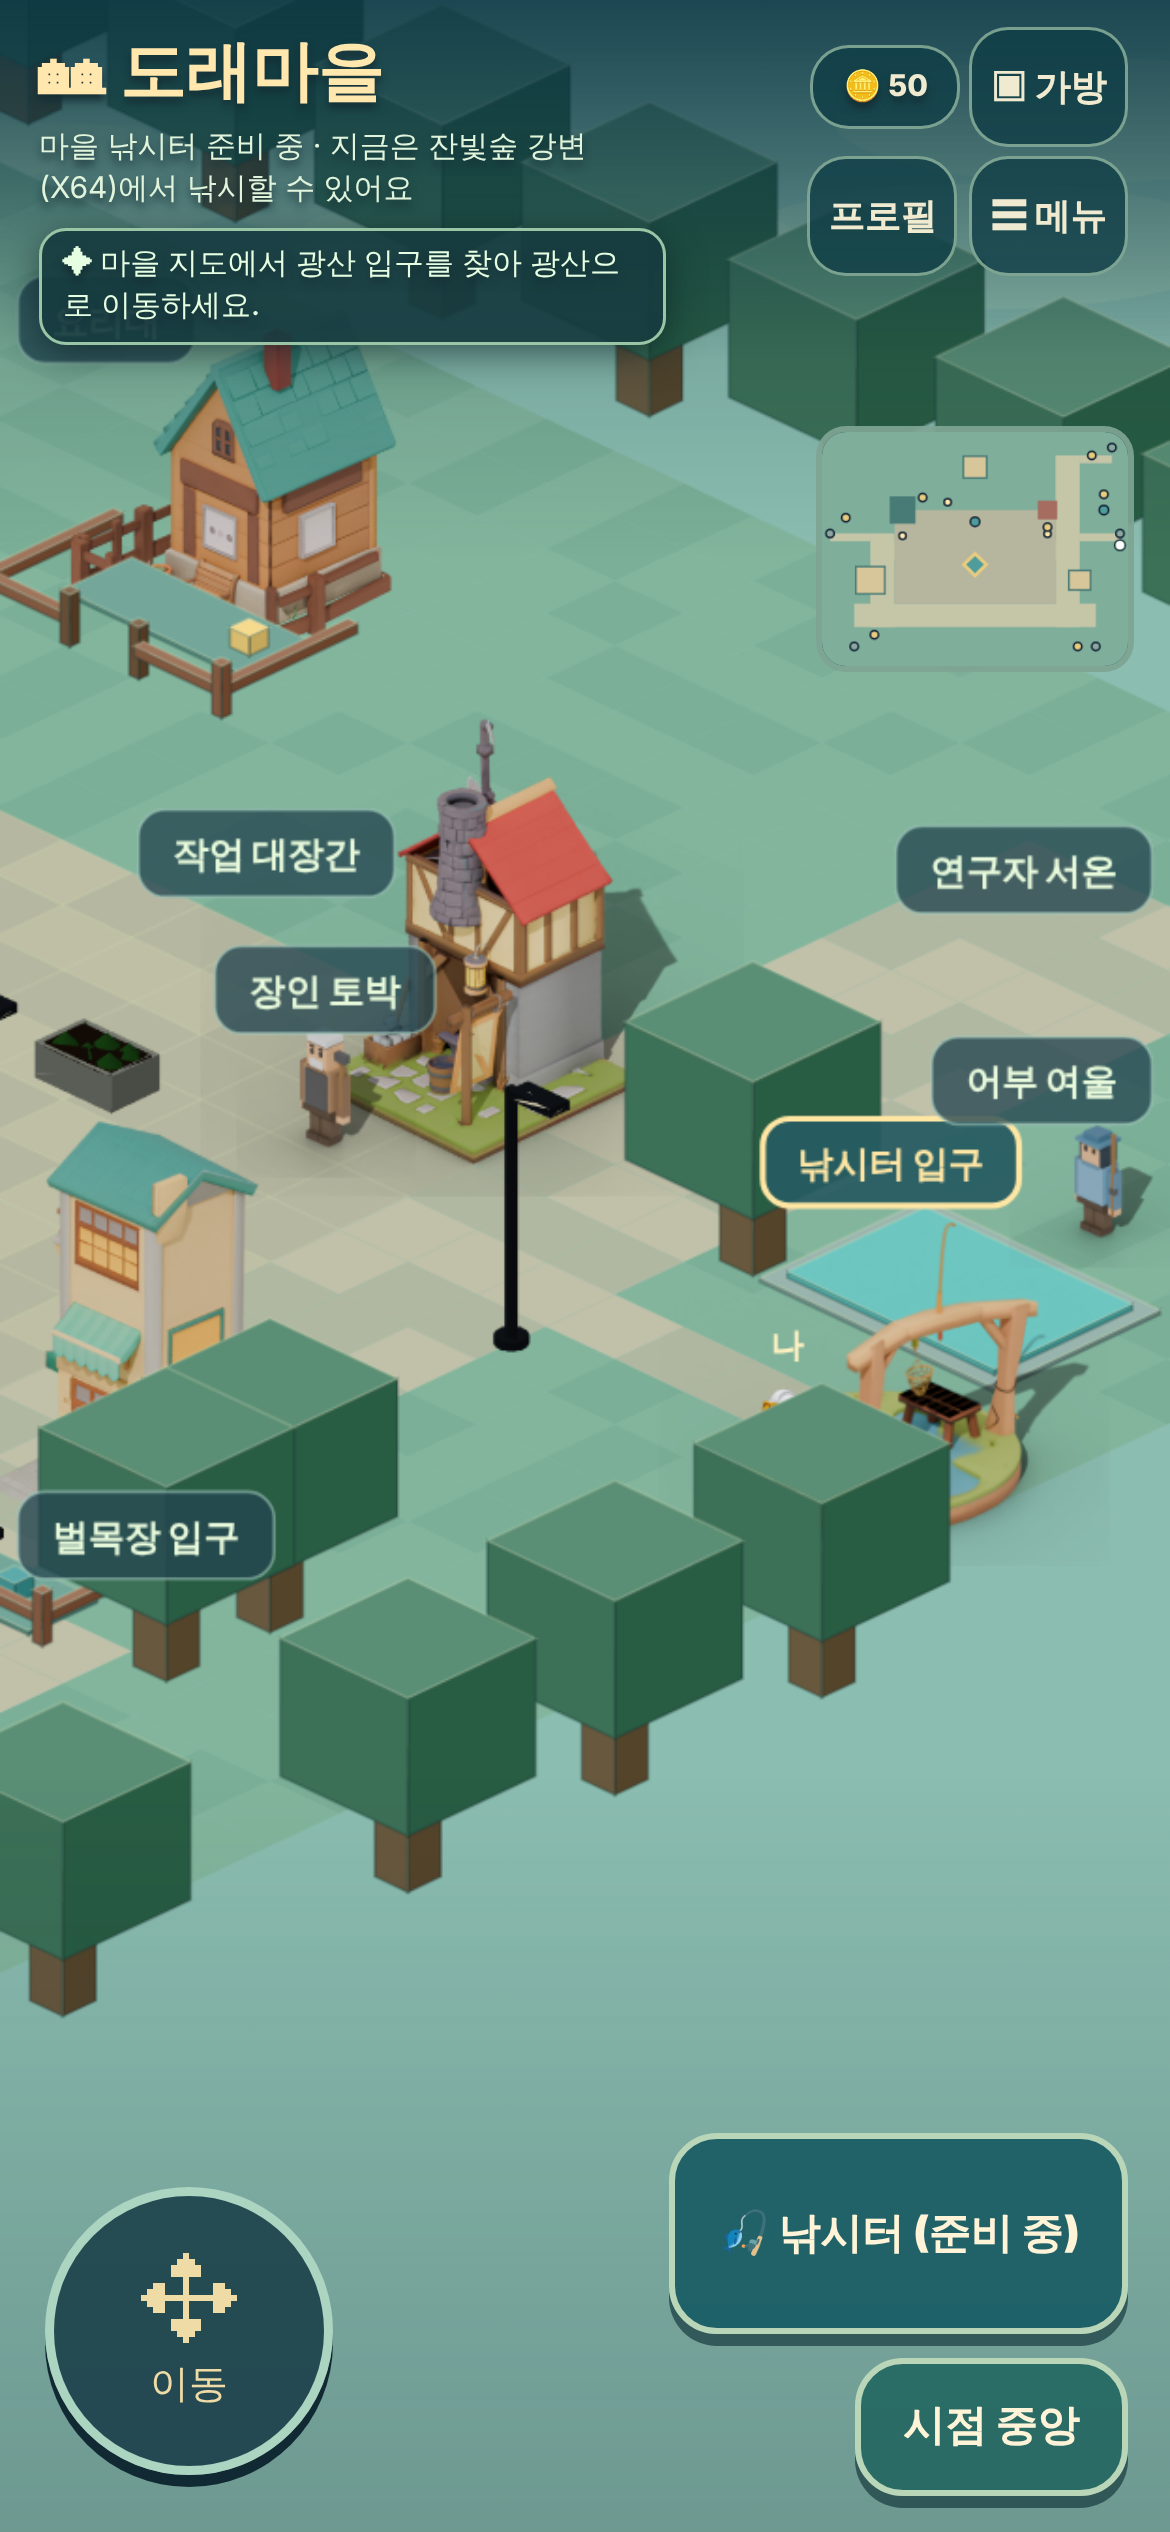 도래마을
50
가방
마을 낚시터 준비 중 · 지금은 잔빛숲 강변
(X64)에서 낚시할 수 있어요
프로필
메뉴
마을 지도에서 광산 입구를 찾아 광산으
로 이동하세요.
작업 대장간
연구자 서온
장인 토박
어부 여울
낚시터 입구
나
벌목장 입구
낚시터 (준비 중)
이동
시점 중앙